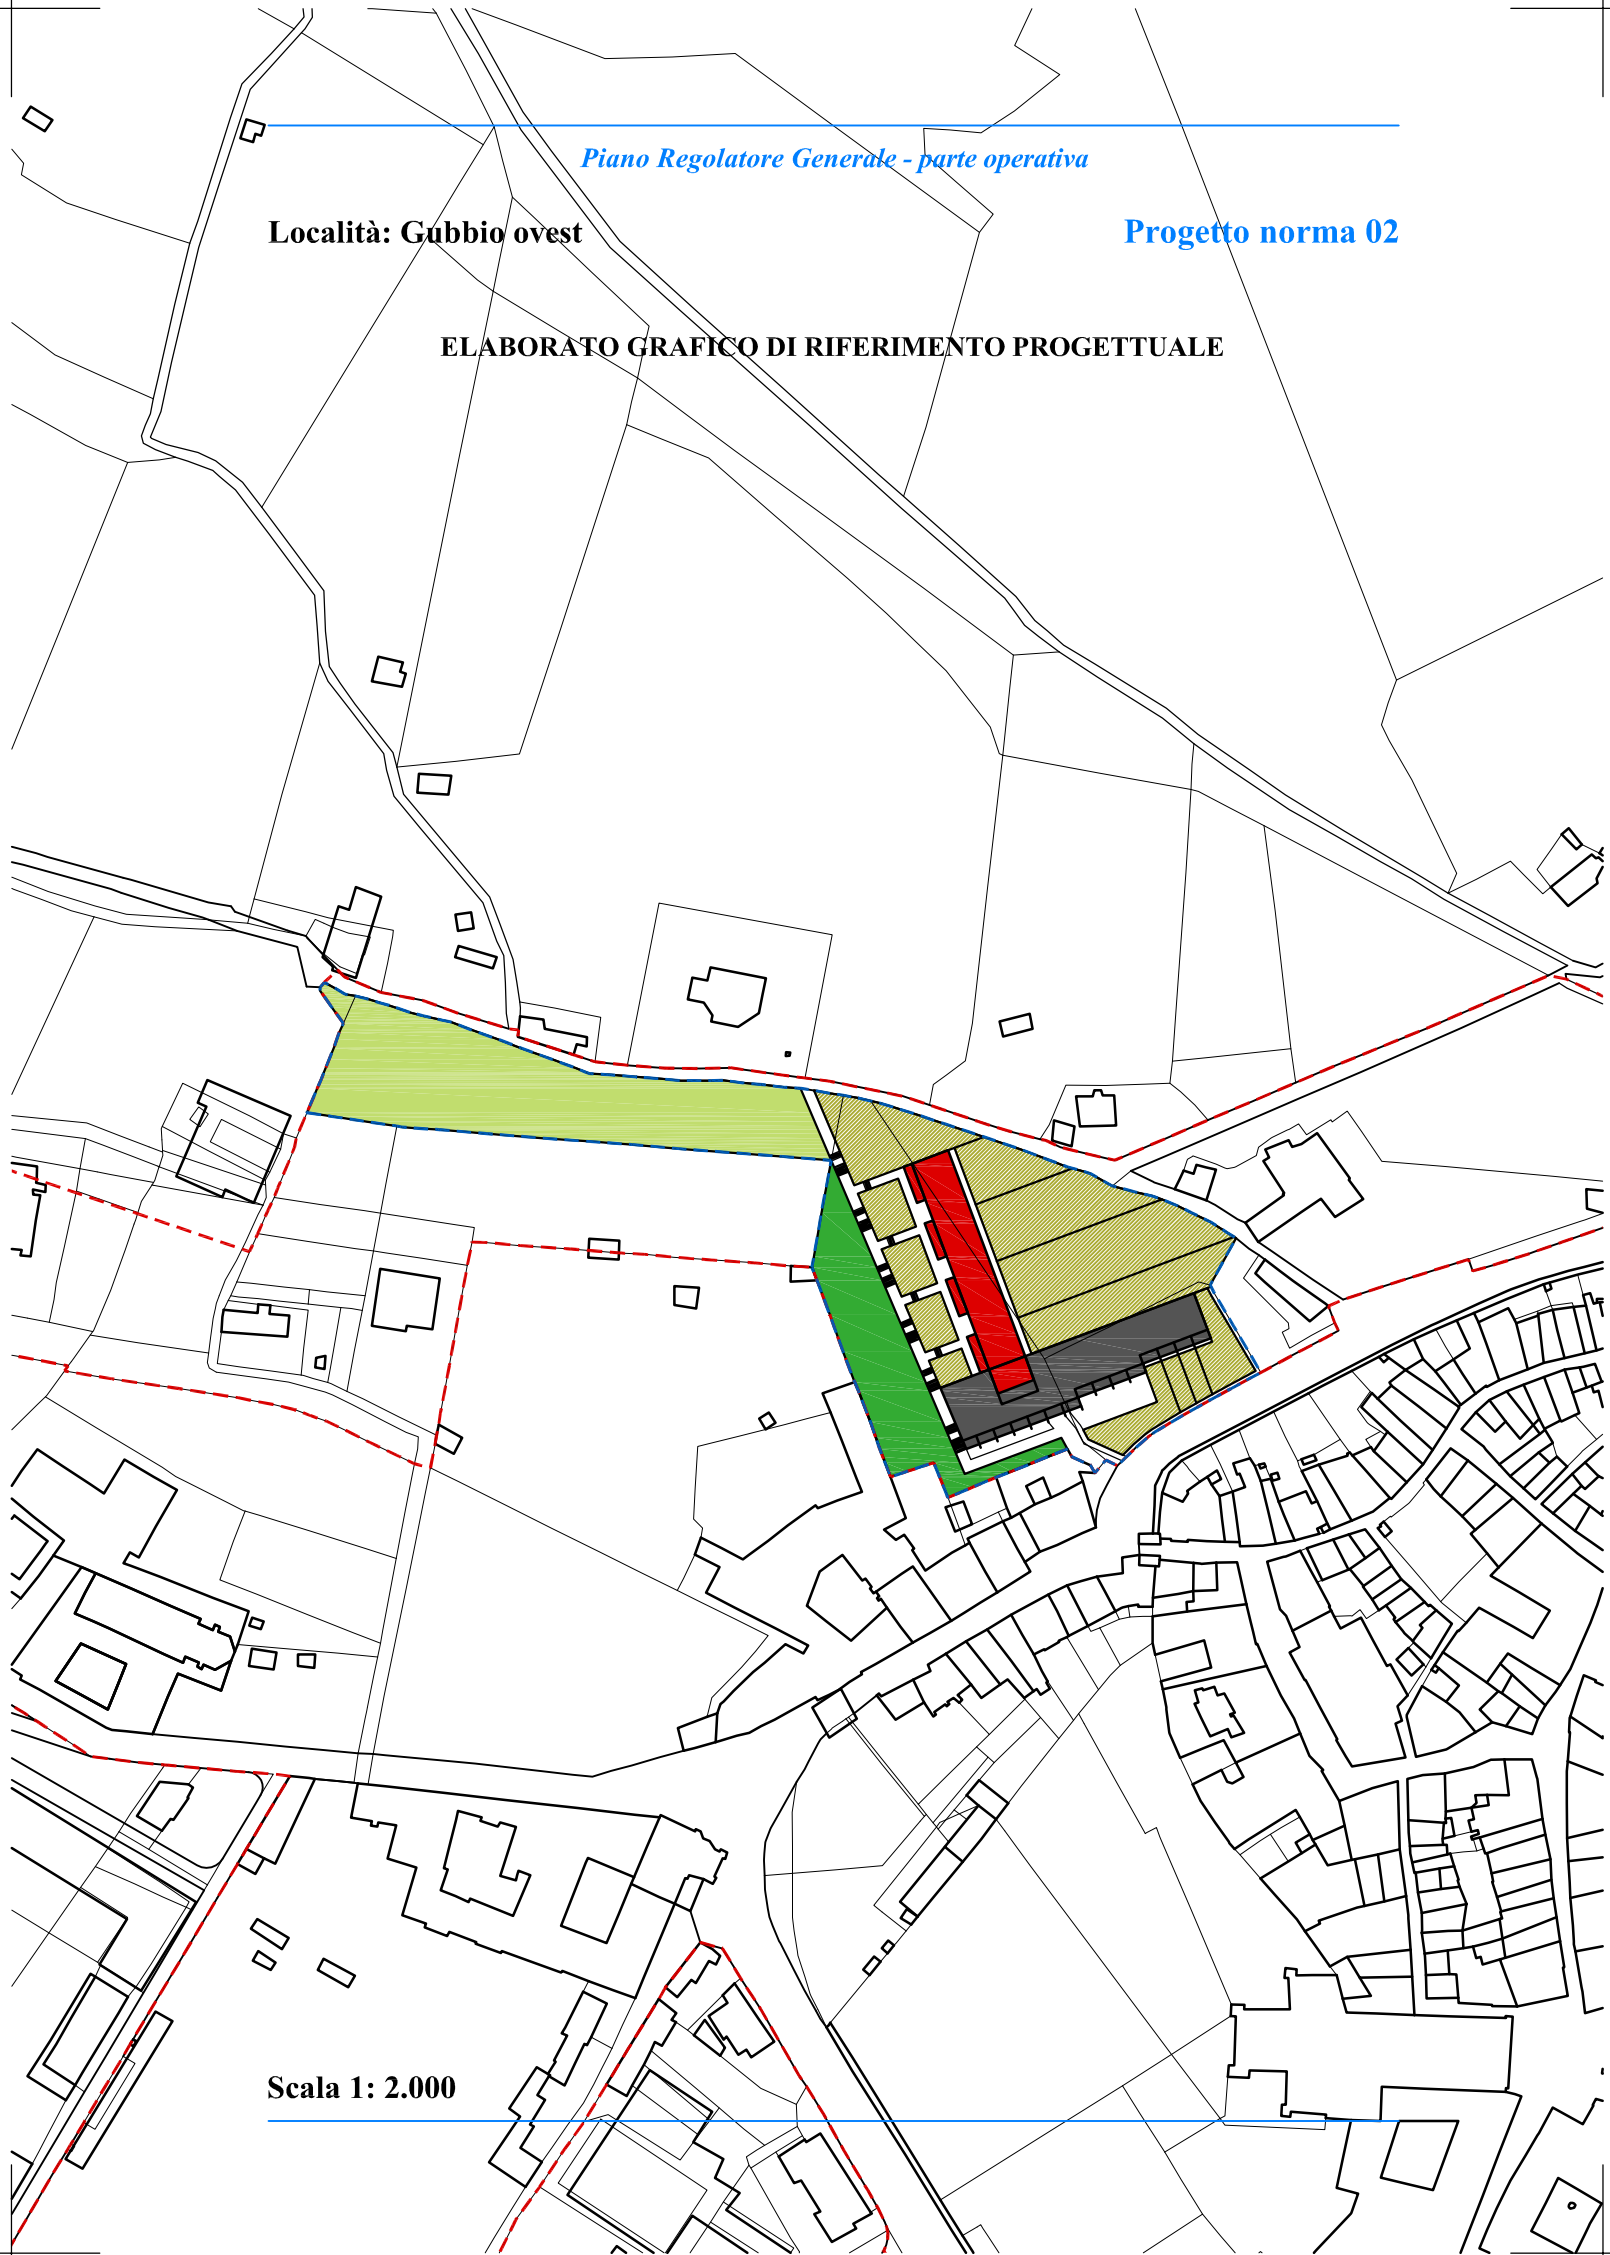 Piano Regolatore Generale - parte operativa
Località: Gubbio ovest
Progetto norma 02
ELABORATO GRAFICO DI RIFERIMENTO PROGETTUALE
Scala 1: 2.000